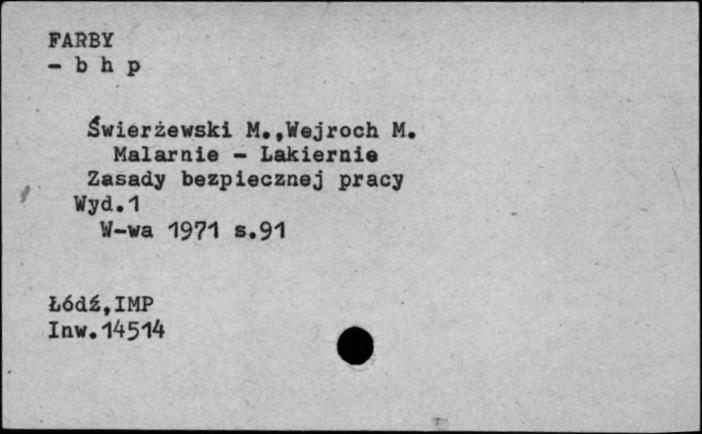 FARBY
- b h p
Świerżewski M.,Wejroch M.
Malarnie - Lakiernie
Zasady bezpiecznej pracy
Wyd.1
W-wa 1971 s.91
Łódź,IMP
Inw.14514